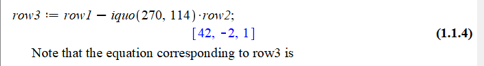 row3 := row1 − iquo(270, 114)·row2;
[42, -2, 1] (1.1.4)
Note that the equation corresponding to row3 is